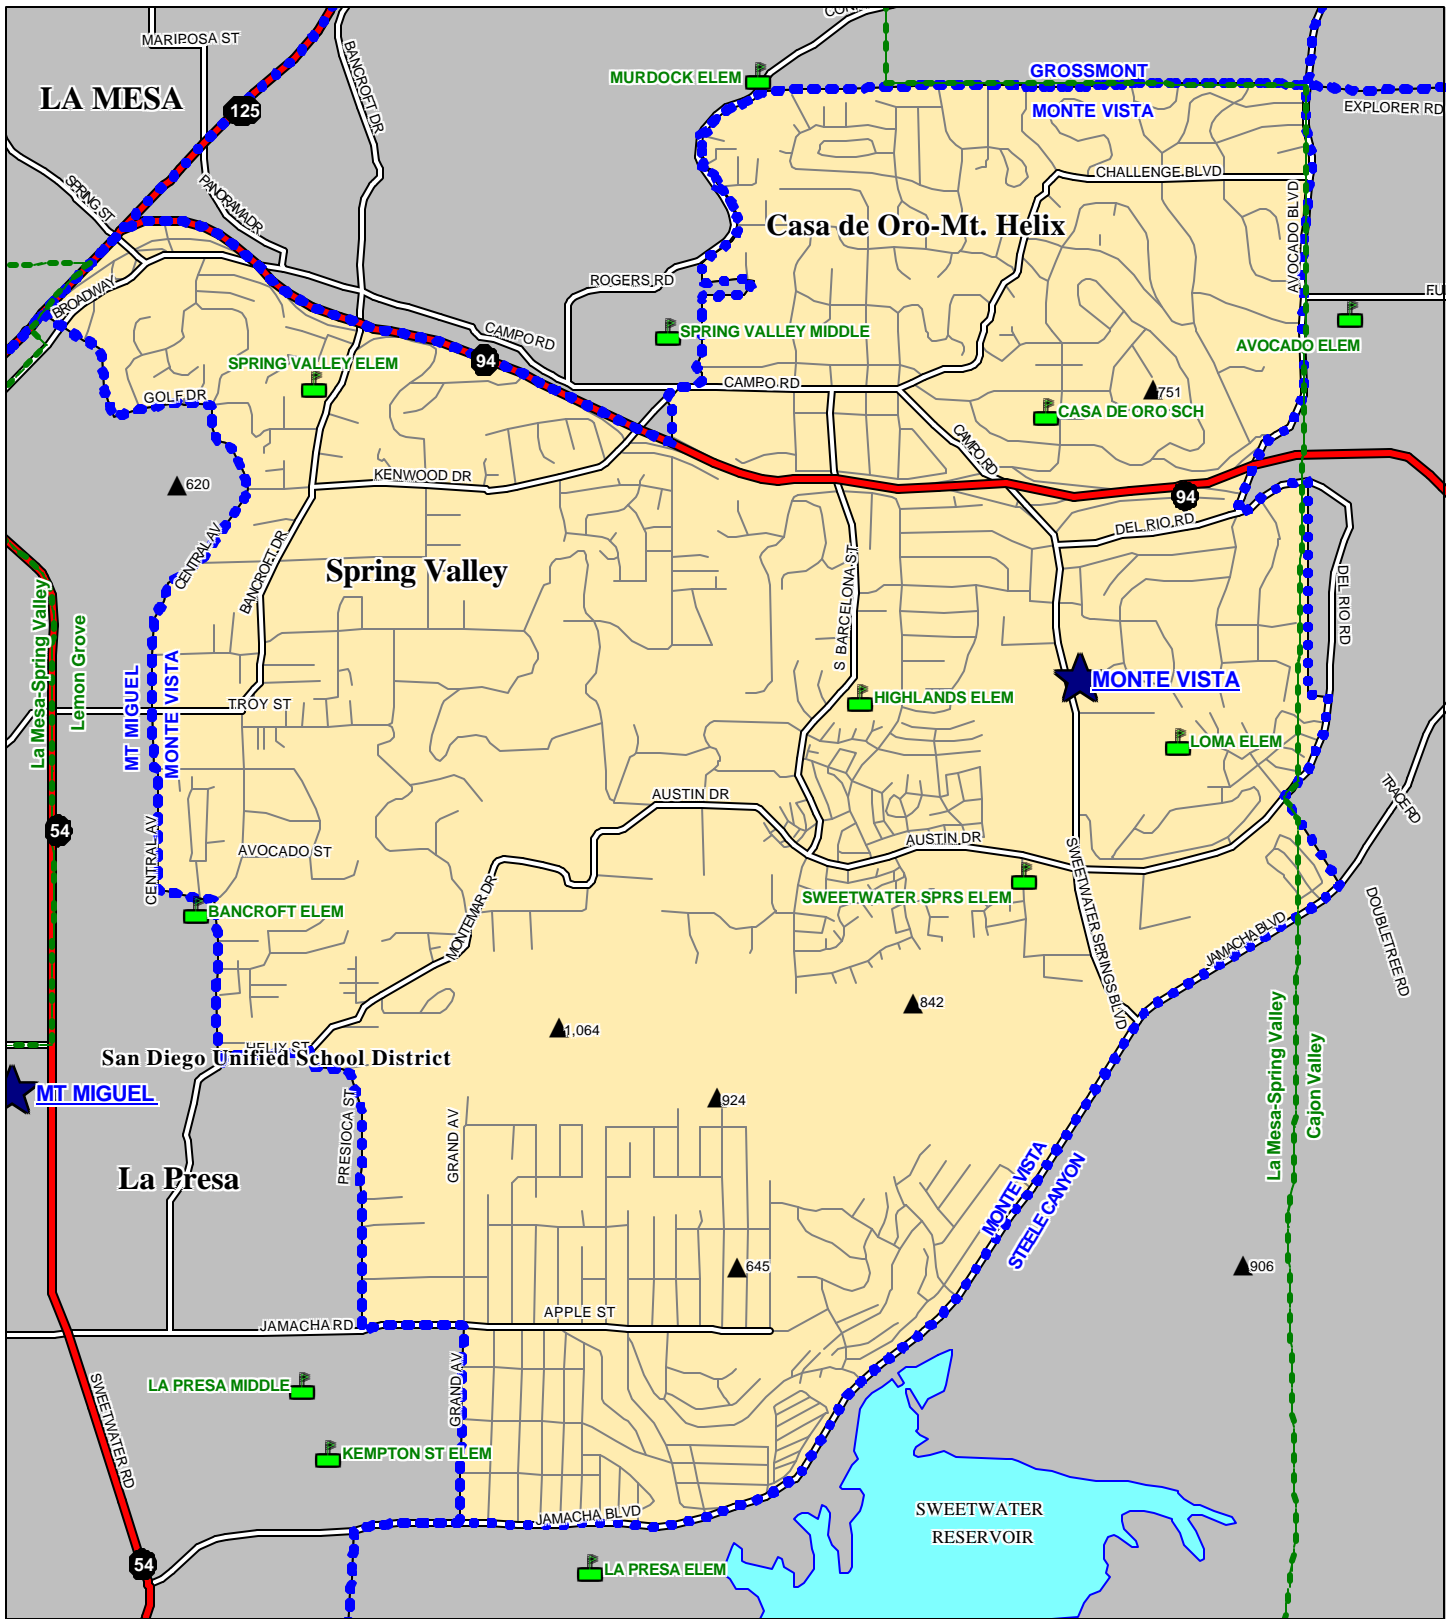 MARIPOSA ST
BANCROFT DR
CON
MURDOCK ELEM
GROSSMONT
MONTE VISTA
EXPLORER RD
LA MESA
125
SPRING ST
PANORAMA DR
CHALLENGE BLVD
AVOCADO BLVD
Casa de Oro-Mt. Helix
BROADWAY
ROGERS RD
FU
CAMPO RD
SPRING VALLEY MIDDLE
AVOCADO ELEM
94
SPRING VALLEY ELEM
GOLF DR
CAMPO RD
751
CASA DE ORO SCH
CAMPO RD
620
KENWOOD DR
94
DEL RIO RD
CENTRAL AV
BANCROFT DR
Spring Valley
S BARCELONA ST
DEL RIO RD
La Mesa-Spring Valley
Lemon Grove
MT MIGUEL
MONTE VISTA
TROY ST
MONTE VISTA
HIGHLANDS ELEM
LOMA ELEM
AUSTIN DR
TRACE RD
54
AVOCADO ST
AUSTIN DR
CENTRAL AV
SWEETWATER SPRS ELEM
SWEETWATER SPRINGS BLVD
BANCROFT ELEM
MONTEMAR DR
JAMACHA BLVD
DOUBLETREE RD
842
1,064
HELIX ST
San Diego Unified School District
La Mesa-Spring Valley
Cajon Valley
MT MIGUEL
924
PRESIOCA ST
GRAND AV
La Presa
MONTE VISTA
STEELE CANYON
645
906
JAMACHA RD
APPLE ST
SWEETWATER RD
LA PRESA MIDDLE
GRAND AV
KEMPTON ST ELEM
JAMACHA BLVD
SWEETWATER
RESERVOIR
54
LA PRESA ELEM